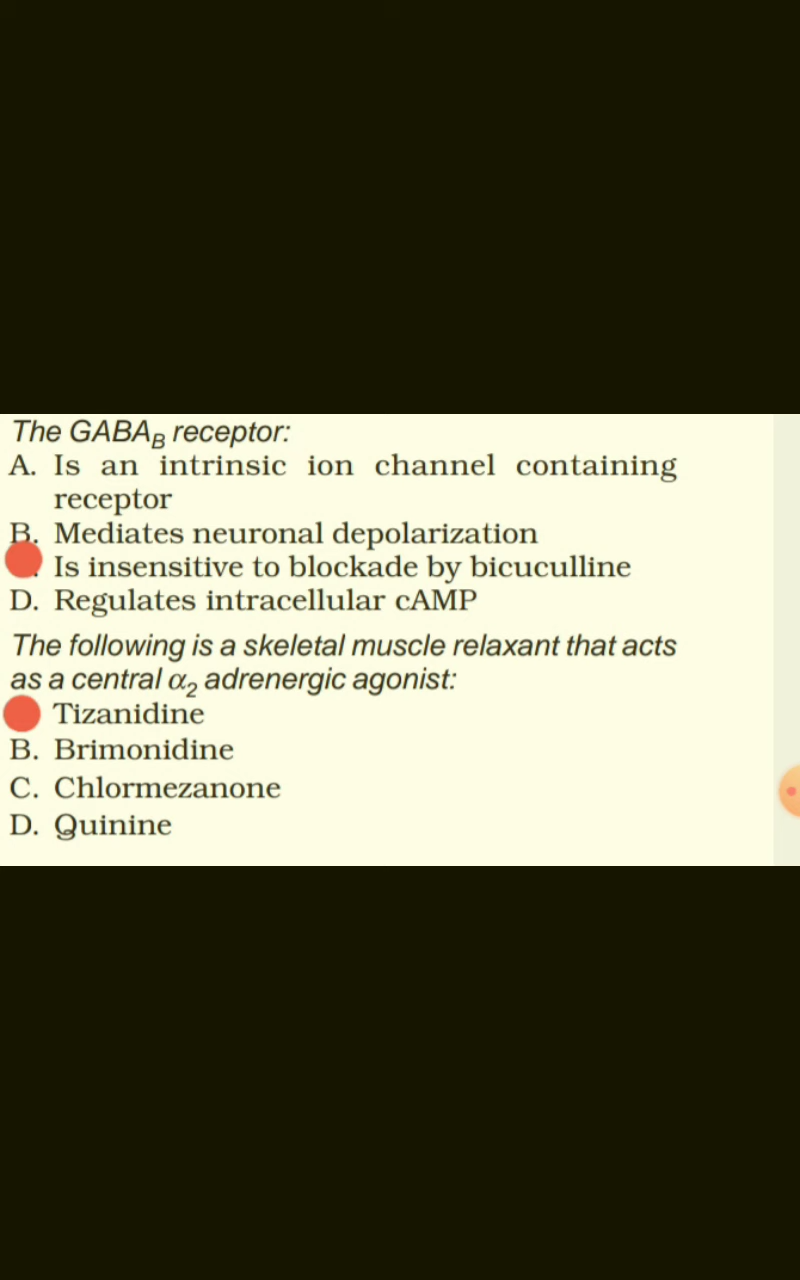 The GABA_B receptor:
A. Is an intrinsic ion channel containing
receptor
B. Mediates neuronal depolarization
. Is insensitive to blockade by bicuculline
D. Regulates intracellular cAMP
The following is a skeletal muscle relaxant that acts
as a central α₂ adrenergic agonist:
Tizanidine
B. Brimonidine
C. Chlormezanone
D. Quinine